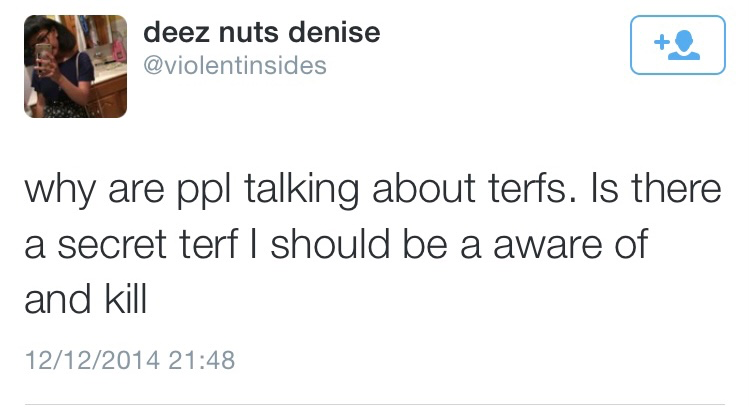 deez nuts denise
@violentinsides
why are ppl talking about terfs. Is there
a secret terf I should be a aware of
and kill
12/12/2014 21:48